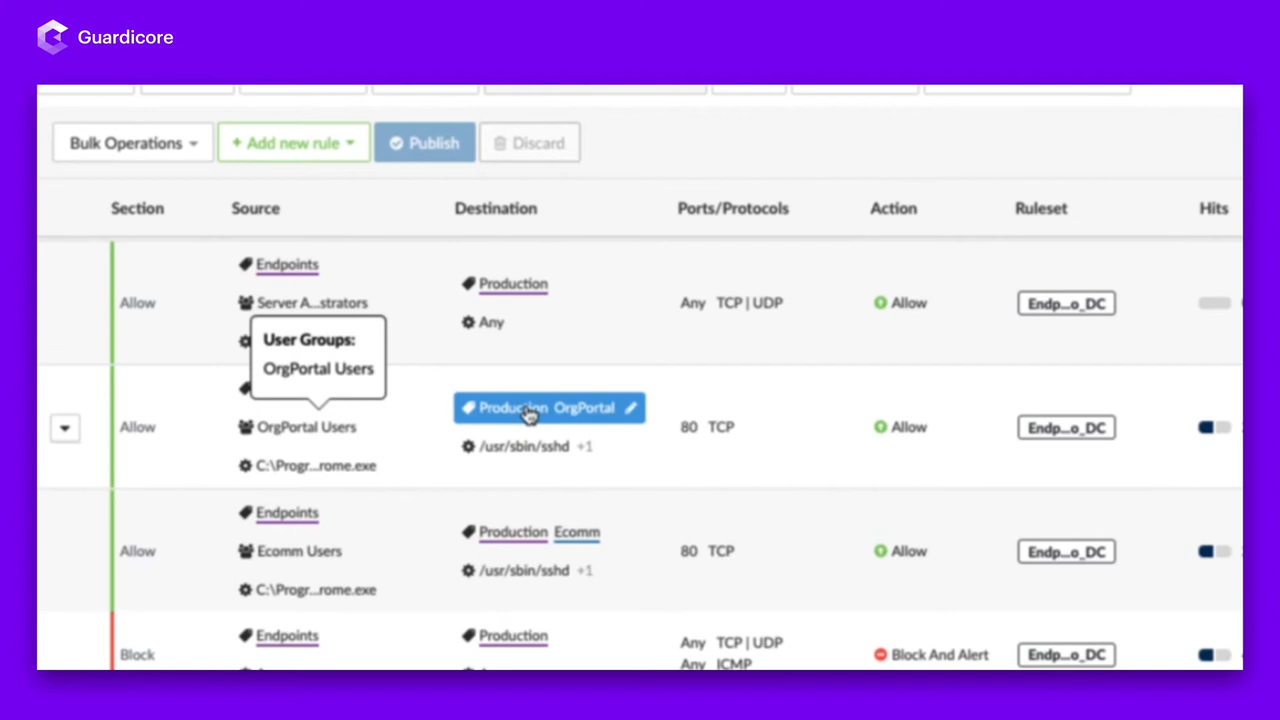 Guardicore
Bulk Operations + Add new rule Publish Discard
Section Source Destination Ports/Protocols Action Ruleset Hits
Endpoints
Production
Allow Server A...strators Any TCP | UDP Allow Endp...o_DC
Any
User Groups:
OrgPortal Users
Production OrgPortal
Allow OrgPortal Users 80 TCP Allow Endp...o_DC
/usr/sbin/sshd +1
C:\Progr...rome.exe
Endpoints
Production Ecomm
Allow Ecomm Users 80 TCP Allow Endp...o_DC
/usr/sbin/sshd +1
C:\Progr...rome.exe
Endpoints Production
Any TCP | UDP
Block Block And Alert Endp...o_DC
Any ICMP